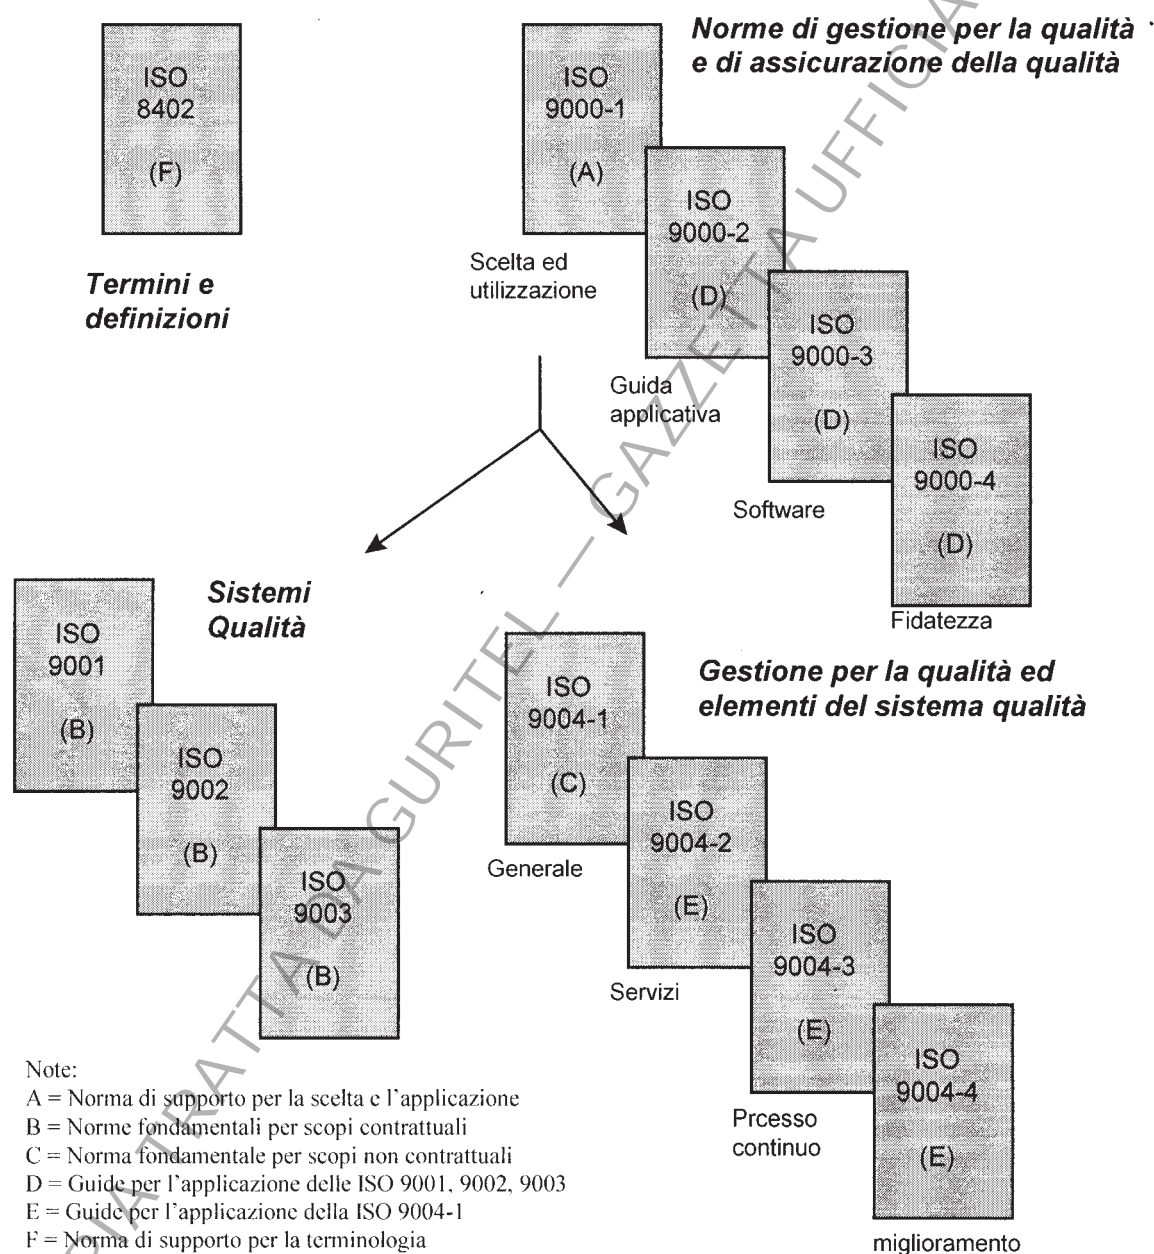 ISO
8402
(F)
Termini e
definizioni
Norme di gestione per la qualità
e di assicurazione della qualità
ISO
9000-1
(A)
Scelta ed
utilizzazione
ISO
9000-2
(D)
Guida
applicativa
ISO
9000-3
(D)
Software
ISO
9000-4
(D)
Fidatezza
Sistemi
Qualità
ISO
9001
(B)
ISO
9002
(B)
ISO
9003
(B)
Gestione per la qualità ed
elementi del sistema qualità
ISO
9004-1
(C)
Generale
ISO
9004-2
(E)
Servizi
ISO
9004-3
(E)
Prcesso
continuo
ISO
9004-4
(E)
miglioramento
Note:
A = Norma di supporto per la scelta e l'applicazione
B = Norme fondamentali per scopi contrattuali
C = Norma fondamentale per scopi non contrattuali
D = Guide per l'applicazione delle ISO 9001, 9002, 9003
E = Guide per l'applicazione della ISO 9004-1
F = Norma di supporto per la terminologia
TRATTA DA GURITEL — GAZZETTA